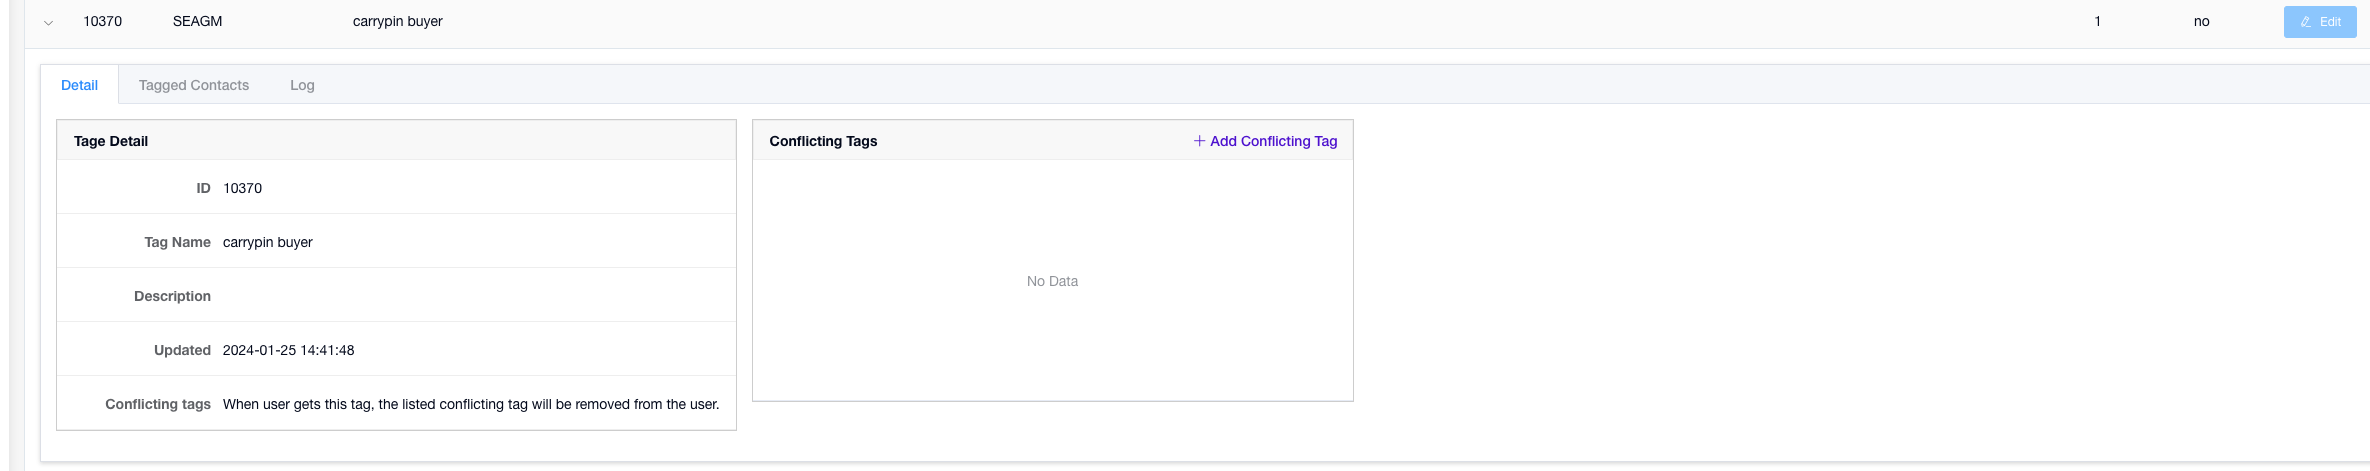 10370 SEAGM carrypin buyer 1 no Edit
Detail Tagged Contacts Log
Tage Detail
ID 10370
Tag Name carrypin buyer
Description
Updated 2024-01-25 14:41:48
Conflicting tags When user gets this tag, the listed conflicting tag will be removed from the user.
Conflicting Tags + Add Conflicting Tag
No Data